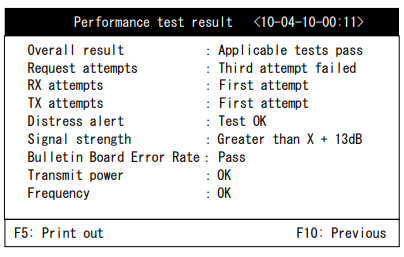 Performance test result <10-04-10-00:11>
Overall result : Applicable tests pass
Request attempts : Third attempt failed
RX attempts : First attempt
TX attempts : First attempt
Distress alert : Test OK
Signal strength : Greater than X + 13dB
Bulletin Board Error Rate : Pass
Transmit power : OK
Frequency : OK
F5: Print out F10: Previous